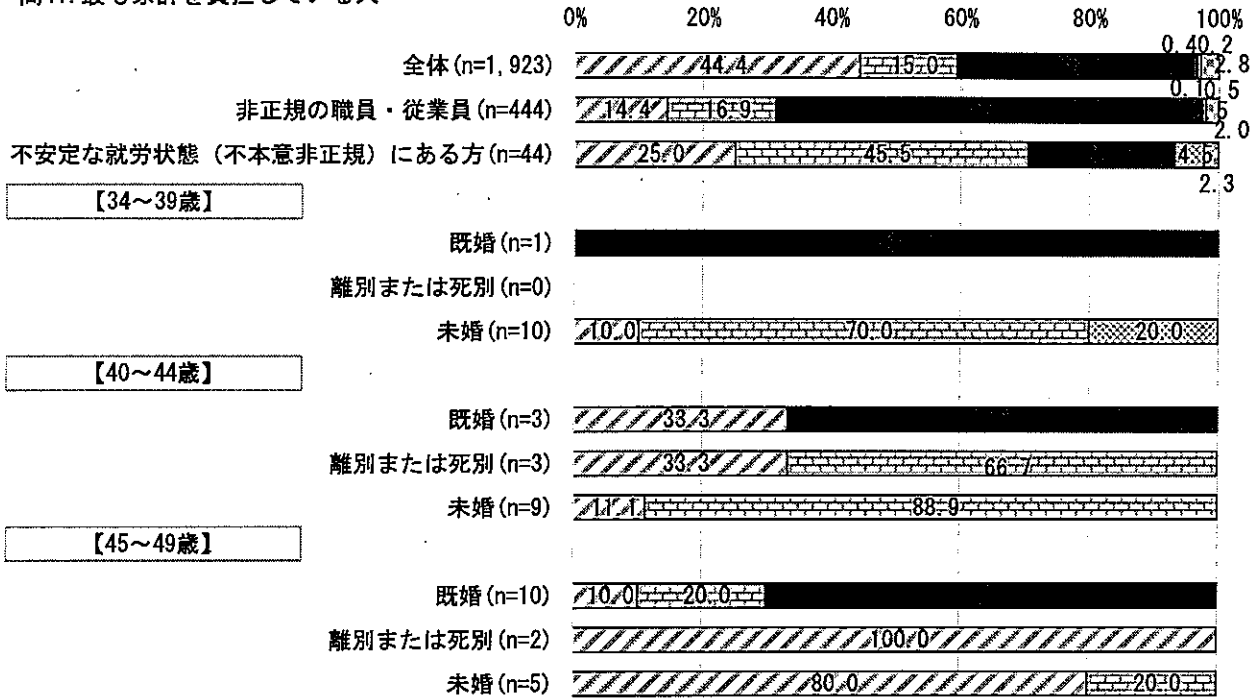 0% 20% 40% 60% 80% 100%
0.4 0.2
全体(n=1,923) 44.4 15.0 2.8
0.1 0.5
非正規の職員・従業員(n=444) 14.4 16.9
2.0
不安定な就労状態（不本意非正規）にある方(n=44) 25.0 45.5 4.5
2.3
【34～39歳】
既婚(n=1)
離別または死別(n=0)
未婚(n=10) 10.0 70.0 20.0
【40～44歳】
既婚(n=3) 33.3
離別または死別(n=3) 33.3 66.7
未婚(n=9) 11.1 88.9
【45～49歳】
既婚(n=10) 10.0 20.0
離別または死別(n=2) 100.0
未婚(n=5) 80.0 20.0